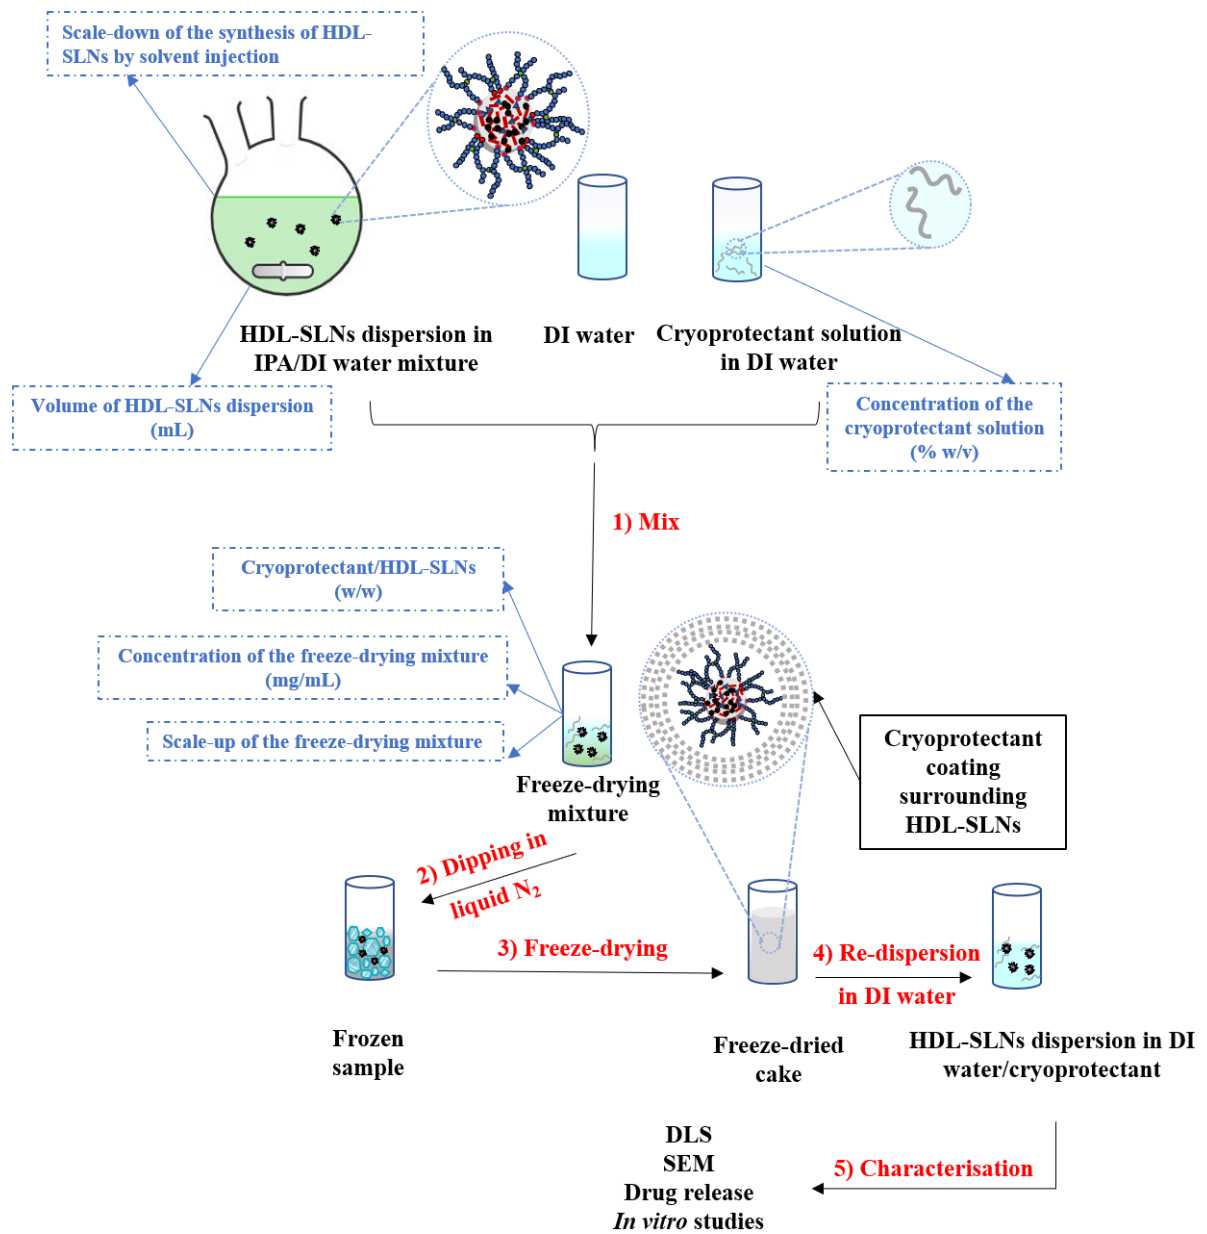 Scale-down of the synthesis of HDL-
SLNs by solvent injection
HDL-SLNs dispersion in
IPA/DI water mixture
DI water
Cryoprotectant solution
in DI water
Volume of HDL-SLNs dispersion
(mL)
Concentration of the
cryoprotectant solution
(% w/v)
1) Mix
Cryoprotectant/HDL-SLNs
(w/w)
Concentration of the freeze-drying mixture
(mg/mL)
Scale-up of the freeze-drying mixture
Freeze-drying
mixture
Cryoprotectant
coating
surrounding
HDL-SLNs
2) Dipping in
liquid N₂
3) Freeze-drying
4) Re-dispersion
in DI water
Frozen
sample
Freeze-dried
cake
HDL-SLNs dispersion in DI
water/cryoprotectant
DLS
SEM
Drug release
In vitro studies
5) Characterisation